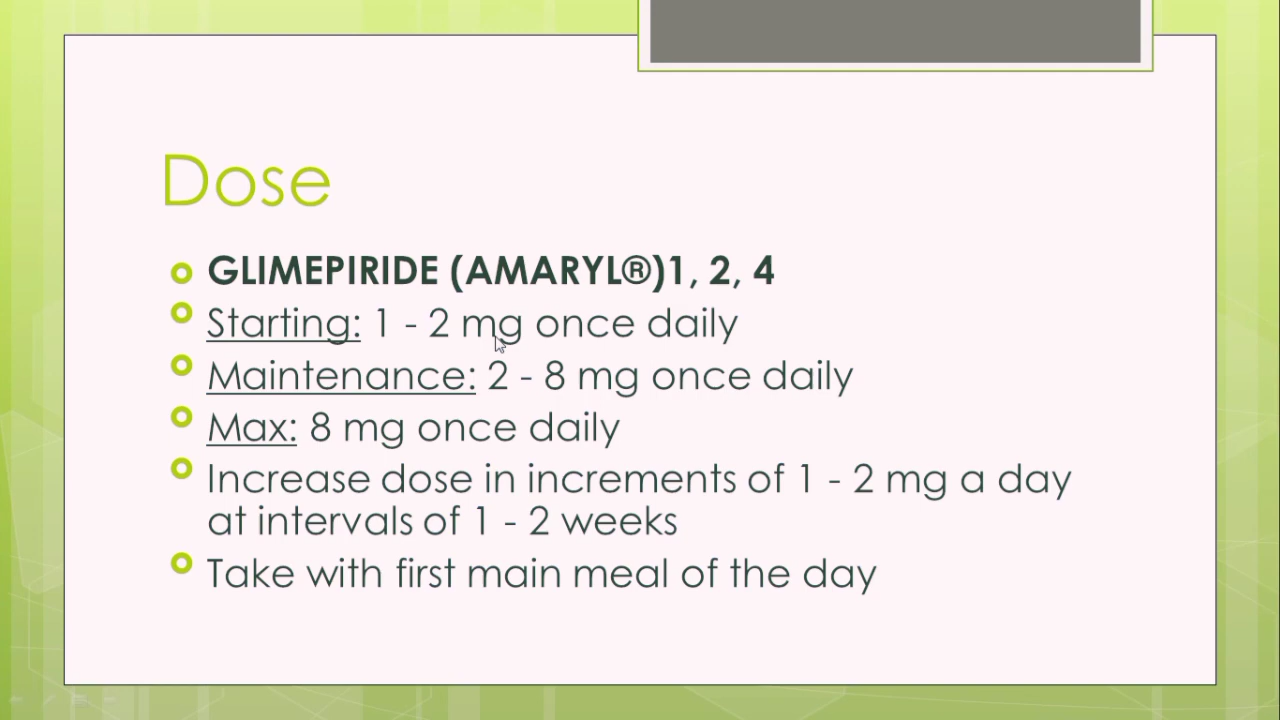 Dose
GLIMEPIRIDE (AMARYL®)1, 2, 4
Starting: 1 - 2 mg once daily
Maintenance: 2 - 8 mg once daily
Max: 8 mg once daily
Increase dose in increments of 1 - 2 mg a day
at intervals of 1 - 2 weeks
Take with first main meal of the day